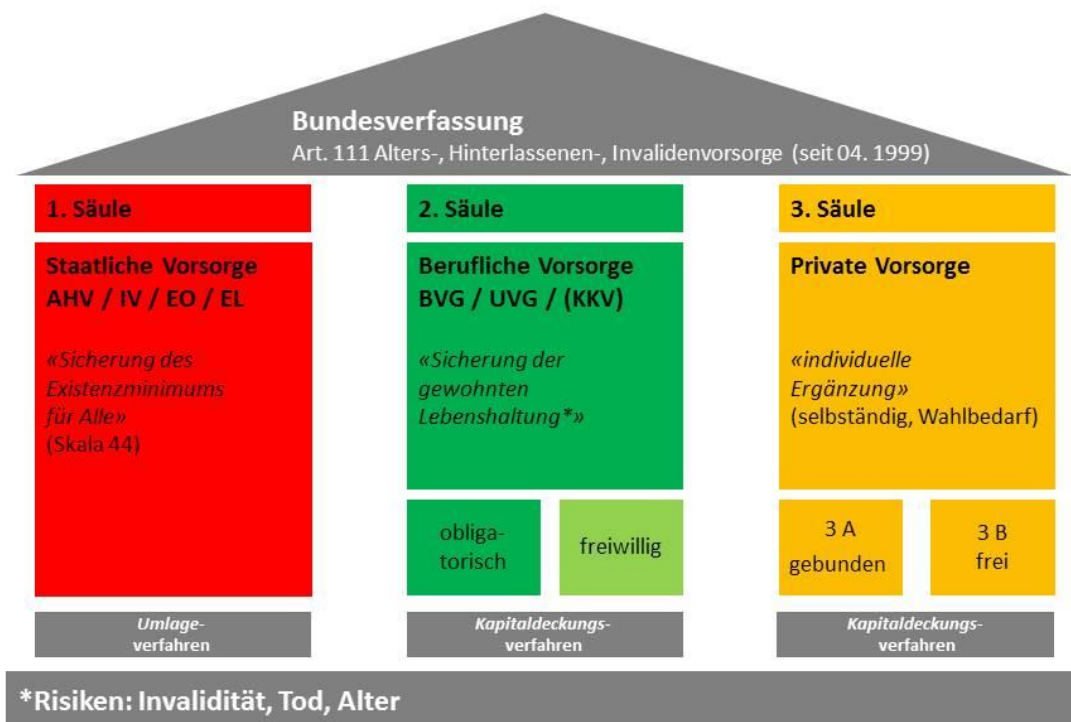 Bundesverfassung
Art. 111 Alters-, Hinterlassenen-, Invalidenvorsorge (seit 04. 1999)
1. Säule
Staatliche Vorsorge
AHV / IV / EO / EL
«Sicherung des
Existenzminimums
für Alle»
(Skala 44)
Umlage-
verfahren
2. Säule
Berufliche Vorsorge
BVG / UVG / (KKV)
«Sicherung der
gewohnten
Lebenshaltung*»
obliga-
torisch
freiwillig
Kapitaldeckungs-
verfahren
3. Säule
Private Vorsorge
«individuelle
Ergänzung»
(selbständig, Wahlbedarf)
3 A
gebunden
3 B
frei
Kapitaldeckungs-
verfahren
*Risiken: Invalidität, Tod, Alter